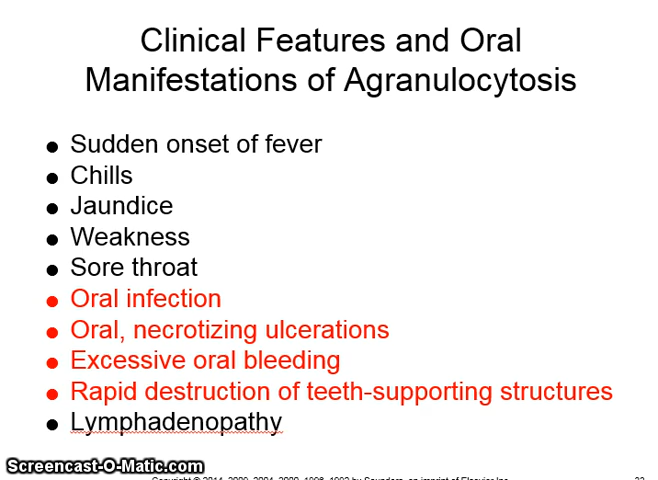 Clinical Features and Oral
Manifestations of Agranulocytosis
● Sudden onset of fever
● Chills
● Jaundice
● Weakness
● Sore throat
● Oral infection
● Oral, necrotizing ulcerations
● Excessive oral bleeding
● Rapid destruction of teeth-supporting structures
● Lymphadenopathy
Screencast-O-Matic.com